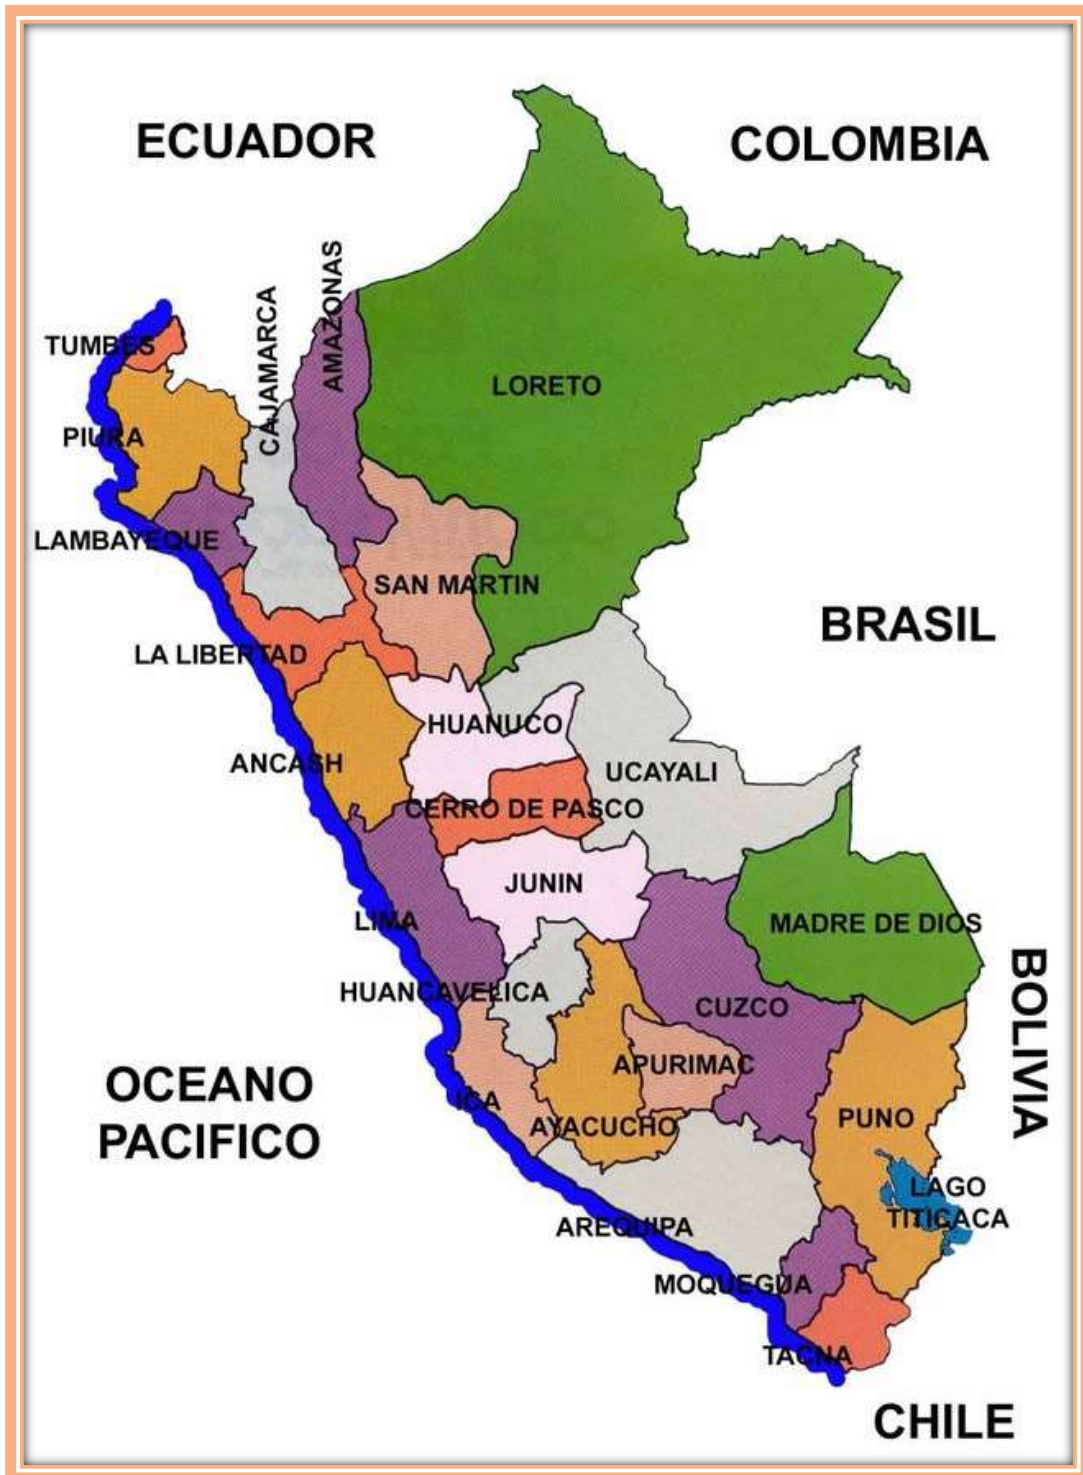 ECUADOR
COLOMBIA
AMAZONAS
CAJAMARCA
TUMBES
LORETO
PIURA
LAMBAYEQUE
SAN MARTIN
BRASIL
LA LIBERTAD
HUANUCO
ANCASH
UCAYALI
CERRO DE PASCO
JUNIN
LIMA
MADRE DE DIOS
BOLIVIA
HUANCAVELICA
CUZCO
APURIMAC
OCEANO
PACIFICO
ICA
AYACUCHO
PUNO
LAGO
TITICACA
AREQUIPA
MOQUEGUA
TACNA
CHILE